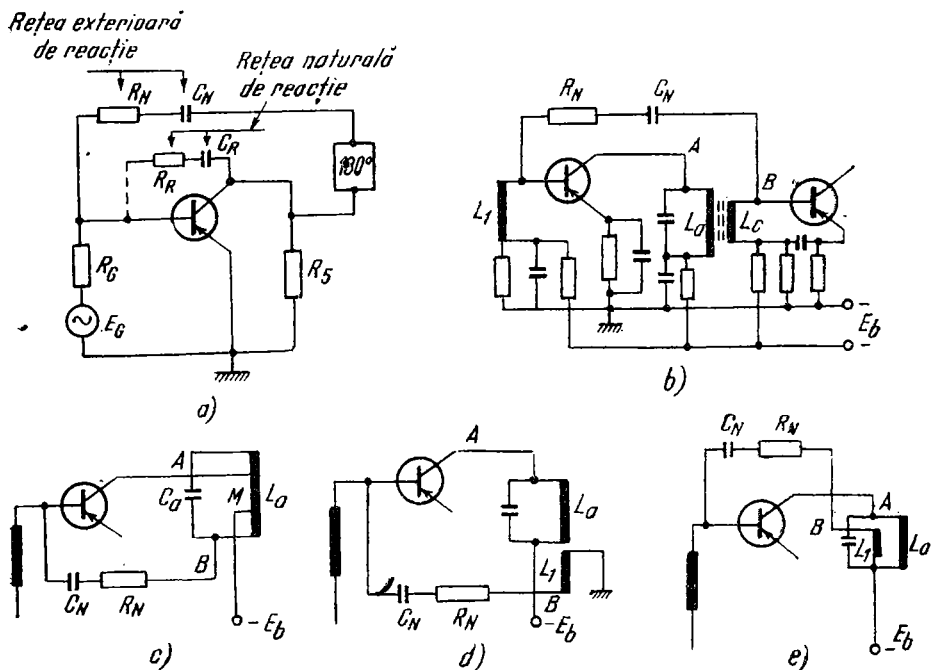 Rețea exterioară
de reacție
Rețea naturală
de reacție
R_N
C_N
R_R
C_R
180°
R_G
R_5
E_G
a)
R_N
C_N
A
B
L_1
L_a
L_c
-
E_b
-
b)
A
C_a
M
L_a
B
C_N
R_N
- E_b
c)
A
L_a
L_1
B
C_N
R_N
- E_b
d)
C_N
R_N
A
B
L_1
L_a
- E_b
e)